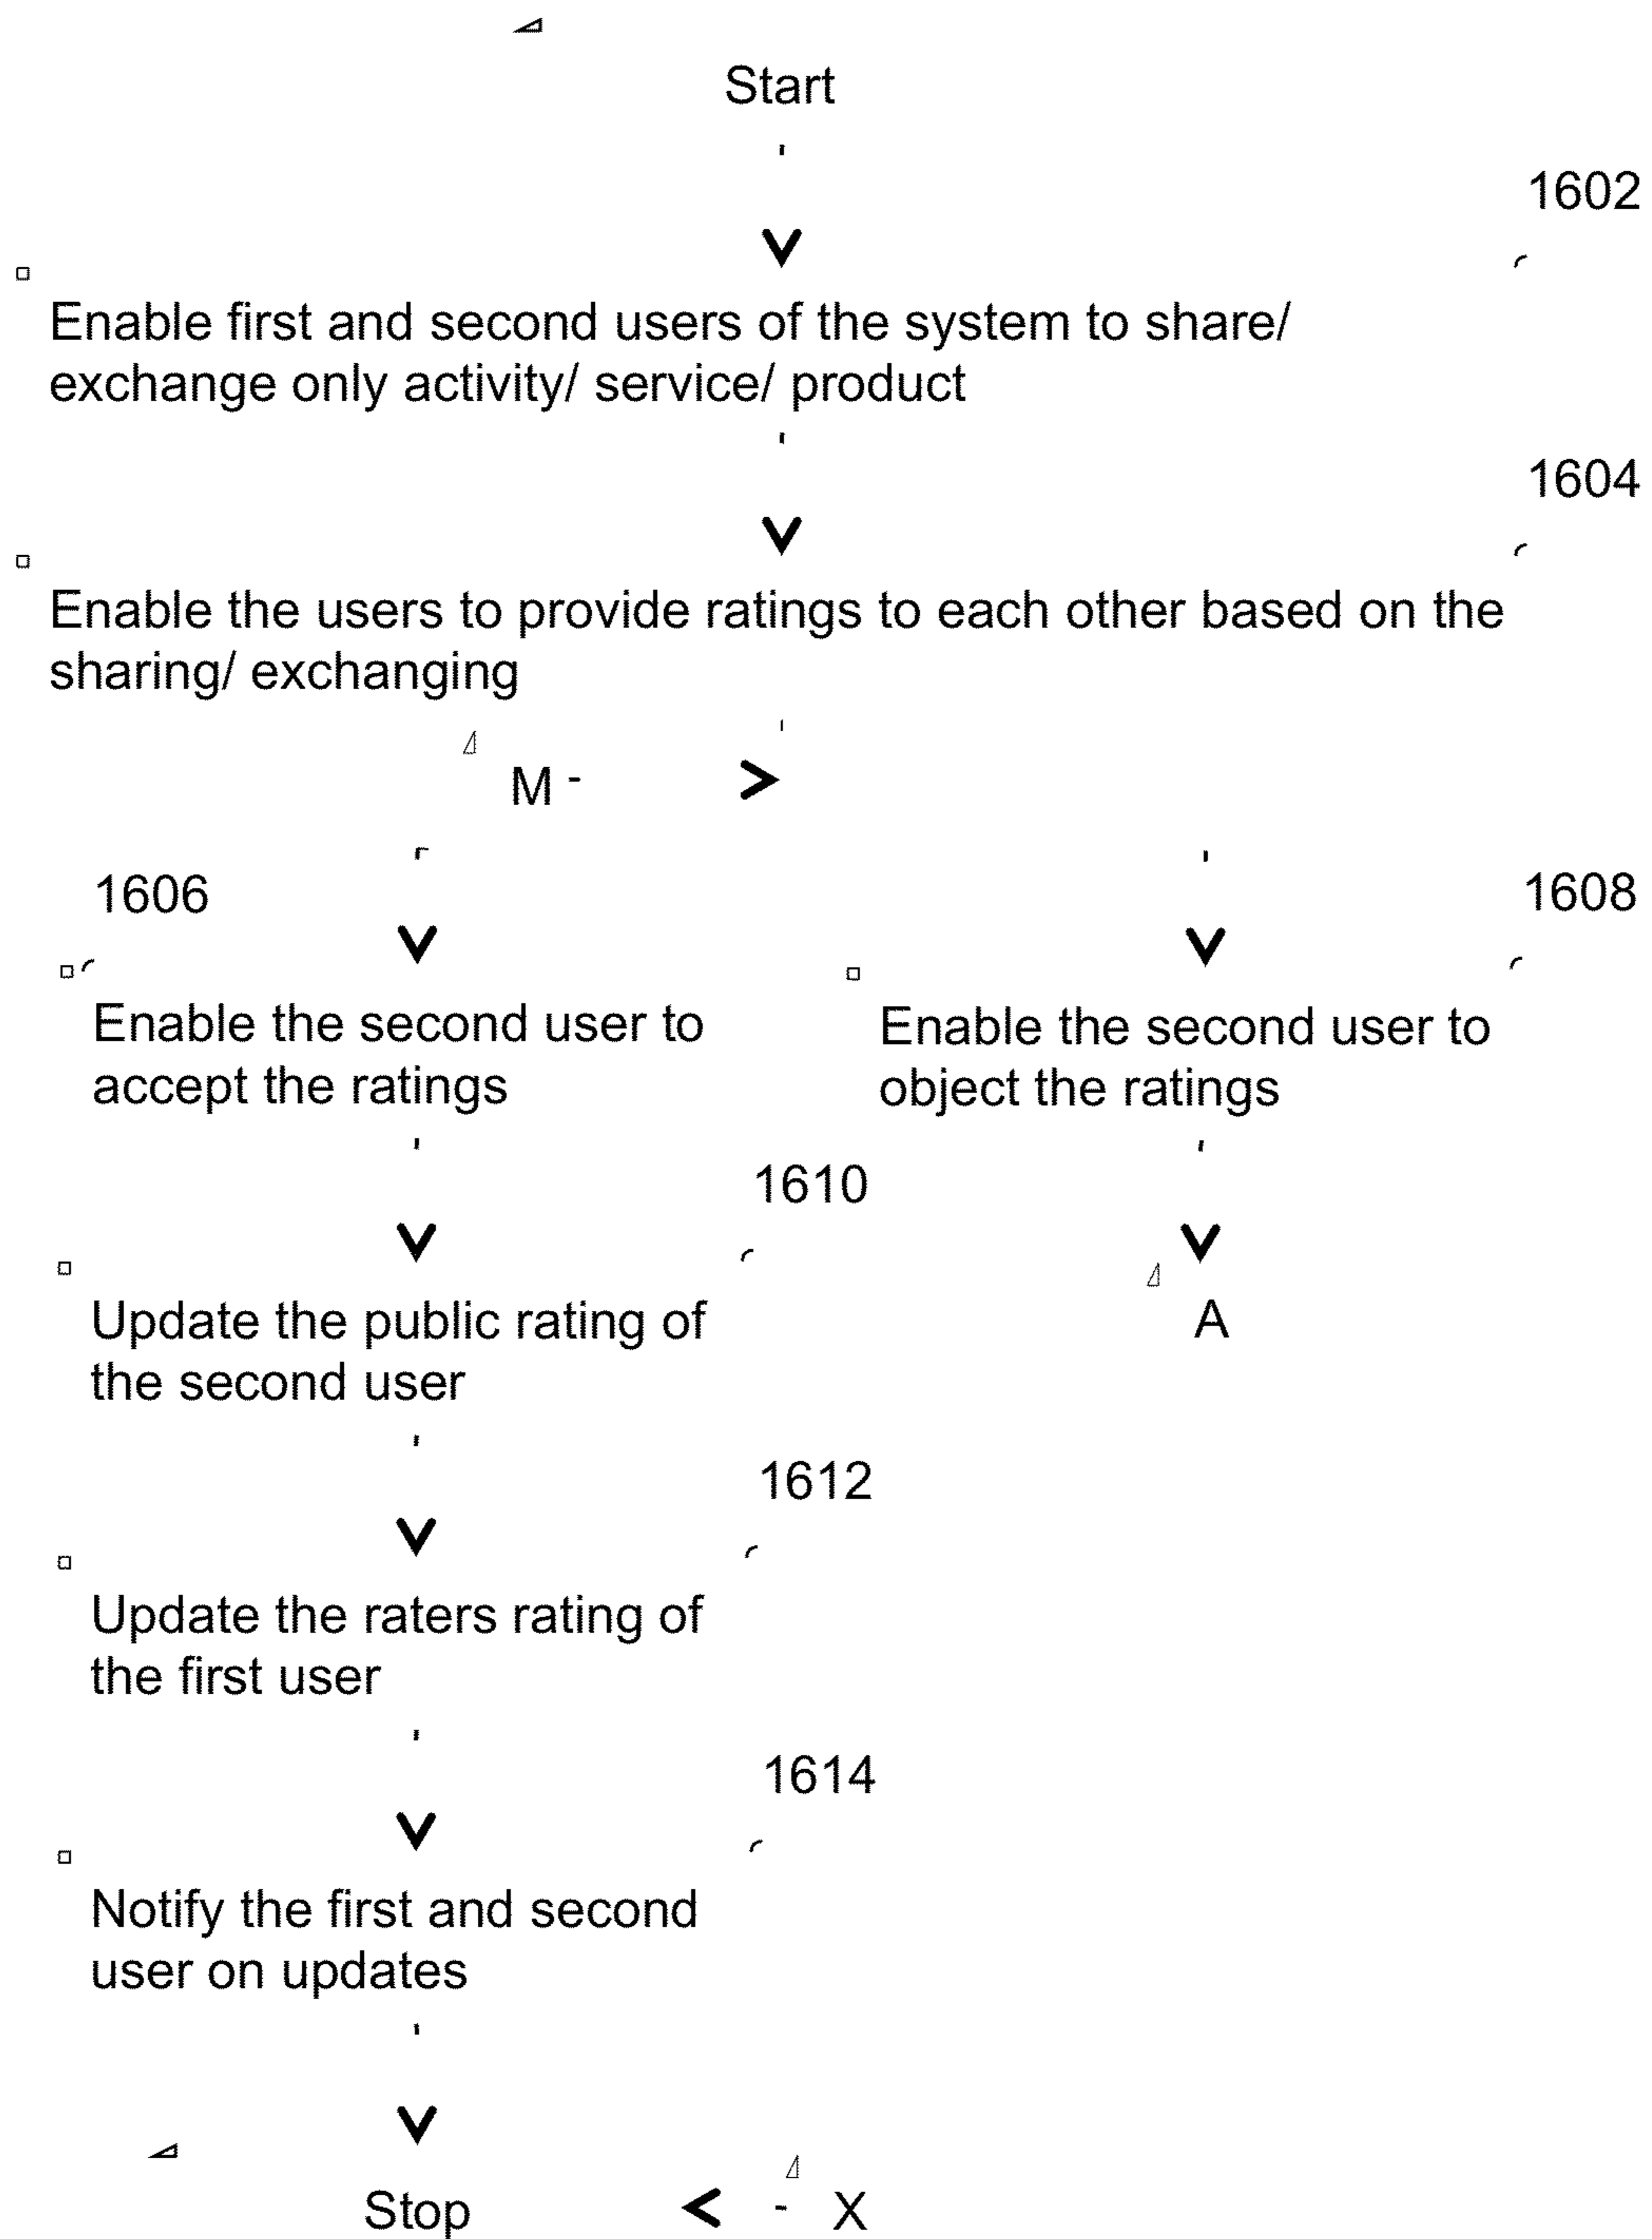 Start
1602
Enable first and second users of the system to share/
exchange only activity/ service/ product
1604
Enable the users to provide ratings to each other based on the
sharing/ exchanging
M
1606
Enable the second user to
accept the ratings
1608
Enable the second user to
object the ratings
1610
Update the public rating of
the second user
A
1612
Update the raters rating of
the first user
1614
Notify the first and second
user on updates
Stop
X